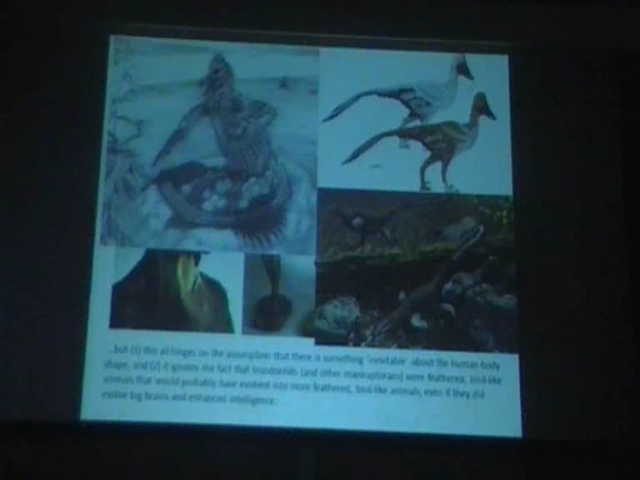 ...but (1) this all hinges on the assumption that there is something 'inevitable' about the human body
shape, and (2) it ignores the fact that troodontids (and other maniraptorans) were feathered, bird-like
animals that would probably have evolved into more feathered, bird-like animals, even if they did
evolve big brains and enhanced intelligence.